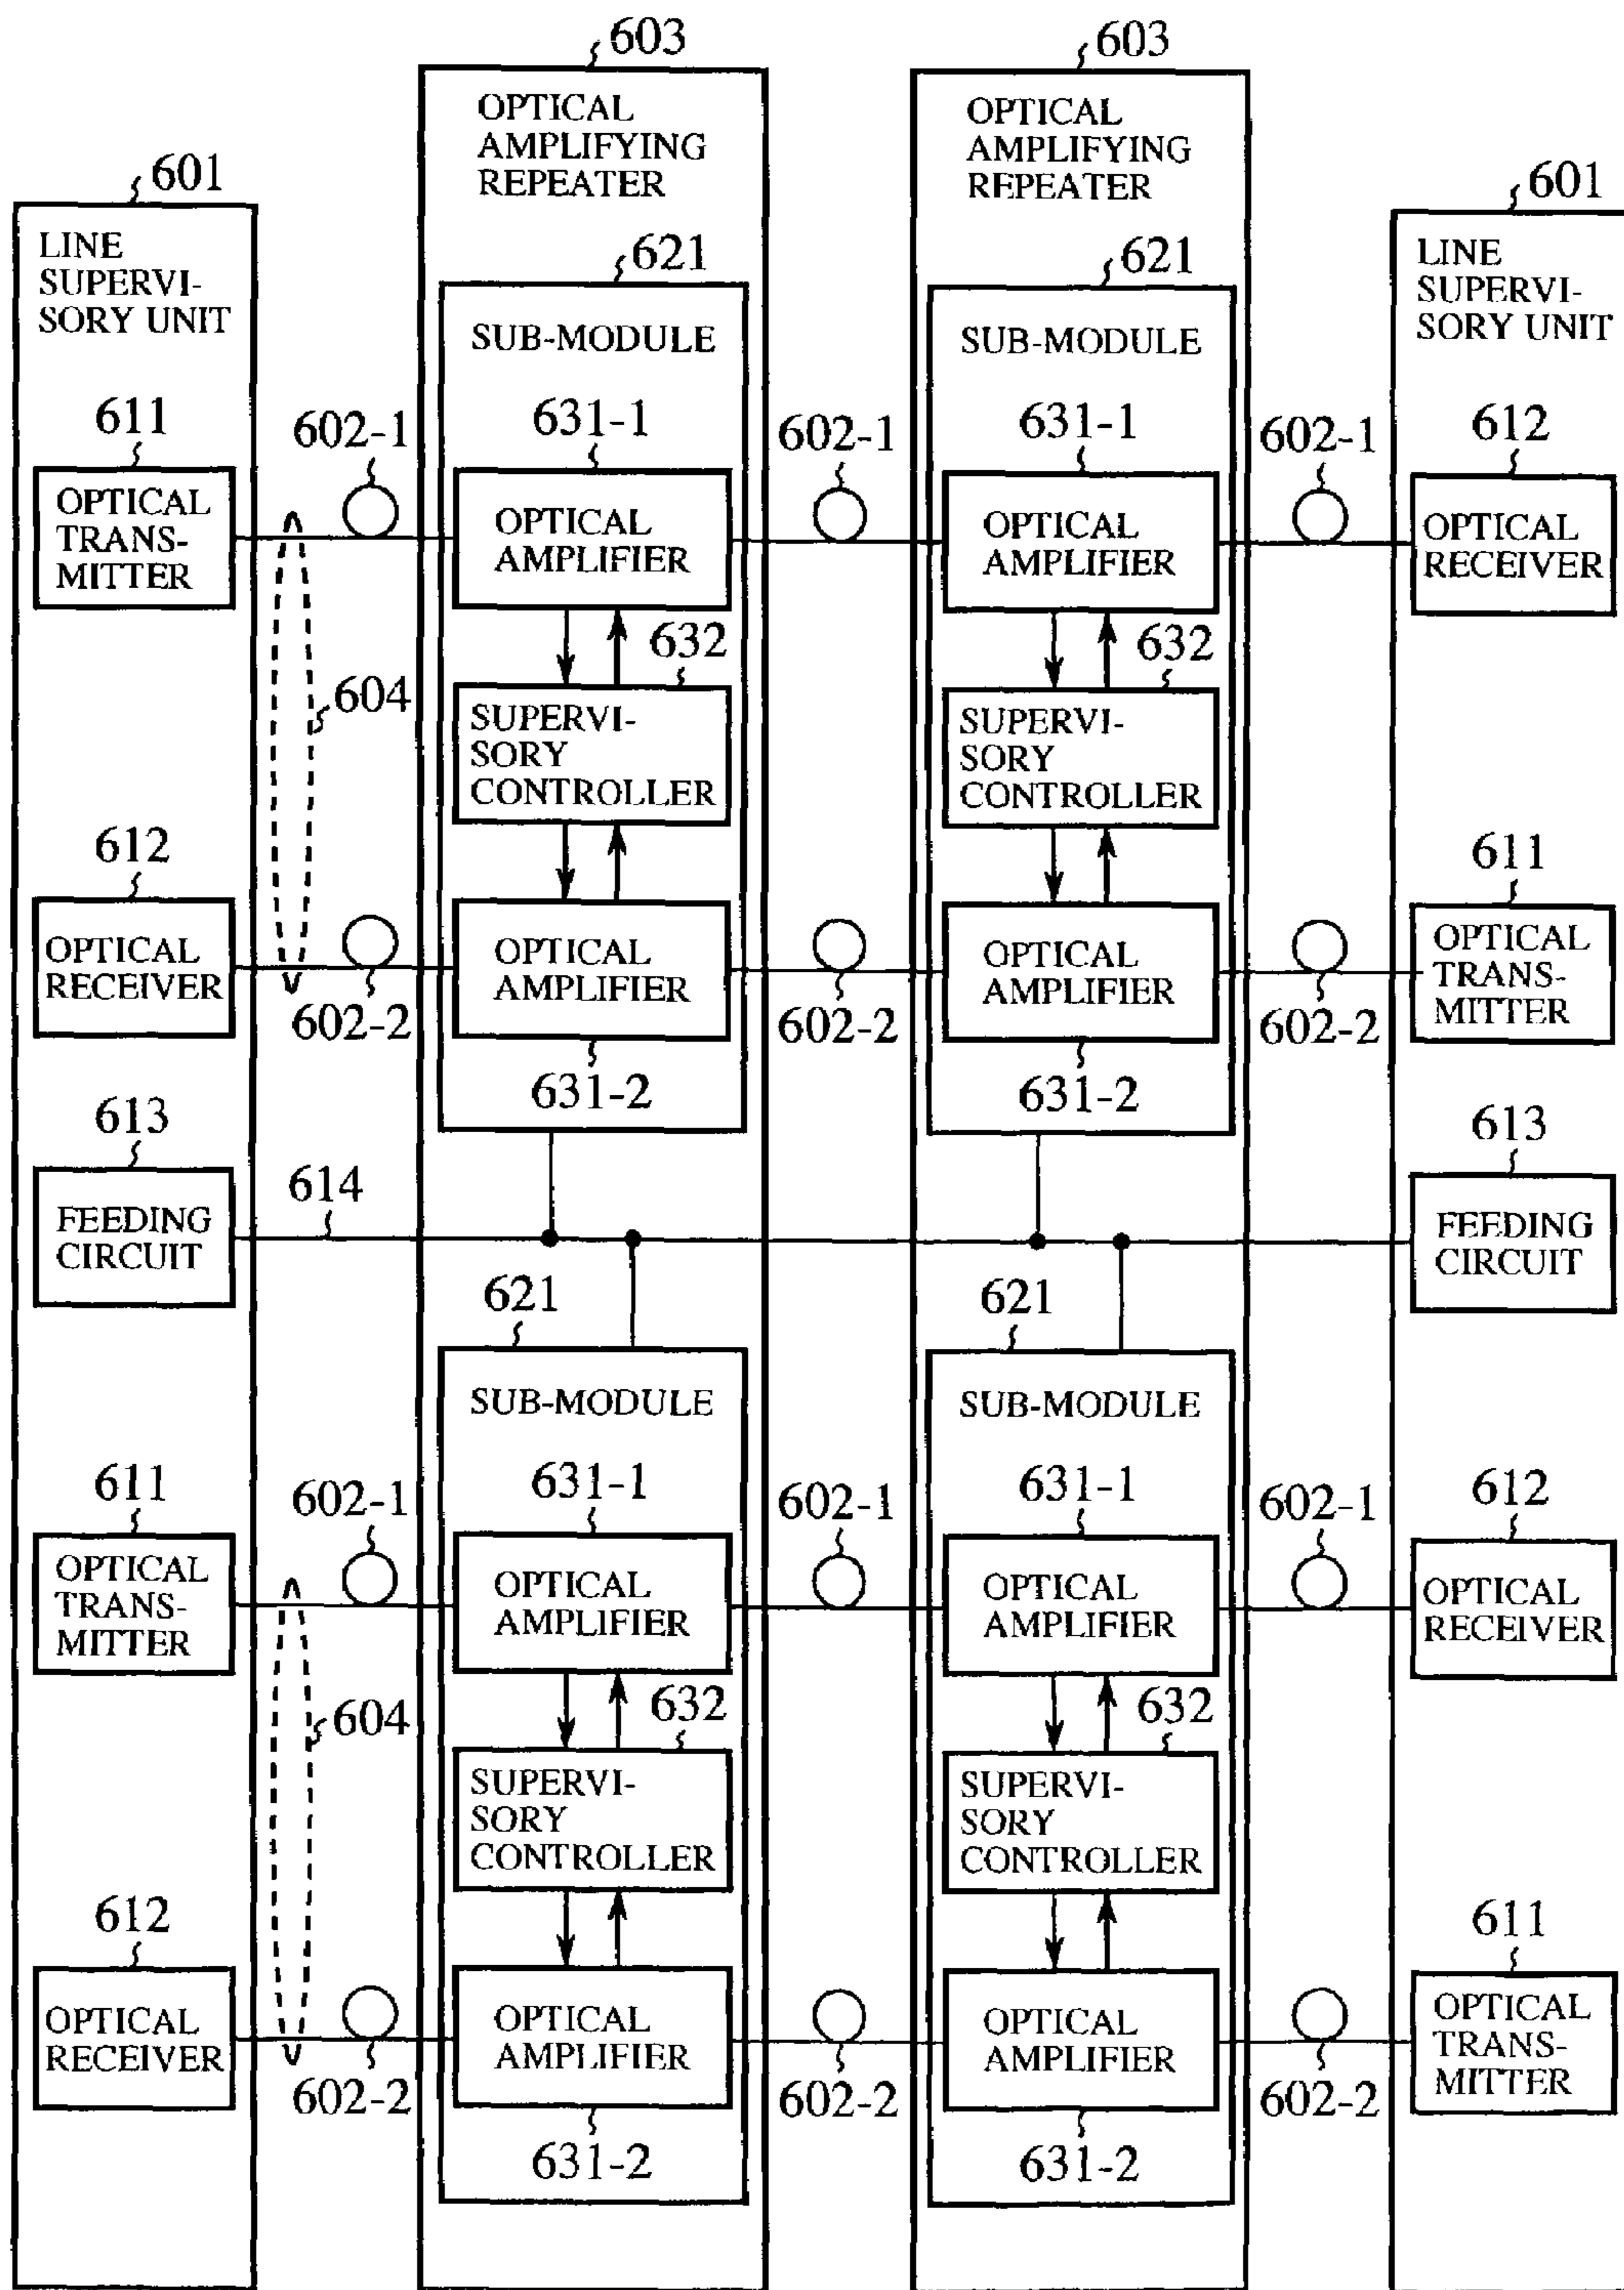 603
603
OPTICAL
AMPLIFYING
REPEATER
OPTICAL
AMPLIFYING
REPEATER
601
601
LINE
SUPERVI-
SORY UNIT
LINE
SUPERVI-
SORY UNIT
621
621
SUB-MODULE
SUB-MODULE
611
602-1
631-1
602-1
631-1
602-1
612
OPTICAL
TRANS-
MITTER
OPTICAL
AMPLIFIER
OPTICAL
AMPLIFIER
OPTICAL
RECEIVER
632
632
604
SUPERVI-
SORY
CONTROLLER
SUPERVI-
SORY
CONTROLLER
612
611
OPTICAL
RECEIVER
OPTICAL
AMPLIFIER
OPTICAL
AMPLIFIER
OPTICAL
TRANS-
MITTER
602-2
602-2
602-2
631-2
631-2
613
613
614
FEEDING
CIRCUIT
FEEDING
CIRCUIT
621
621
SUB-MODULE
SUB-MODULE
611
602-1
631-1
602-1
631-1
602-1
612
OPTICAL
TRANS-
MITTER
OPTICAL
AMPLIFIER
OPTICAL
AMPLIFIER
OPTICAL
RECEIVER
632
632
604
SUPERVI-
SORY
CONTROLLER
SUPERVI-
SORY
CONTROLLER
612
611
OPTICAL
RECEIVER
OPTICAL
AMPLIFIER
OPTICAL
AMPLIFIER
OPTICAL
TRANS-
MITTER
602-2
602-2
602-2
631-2
631-2